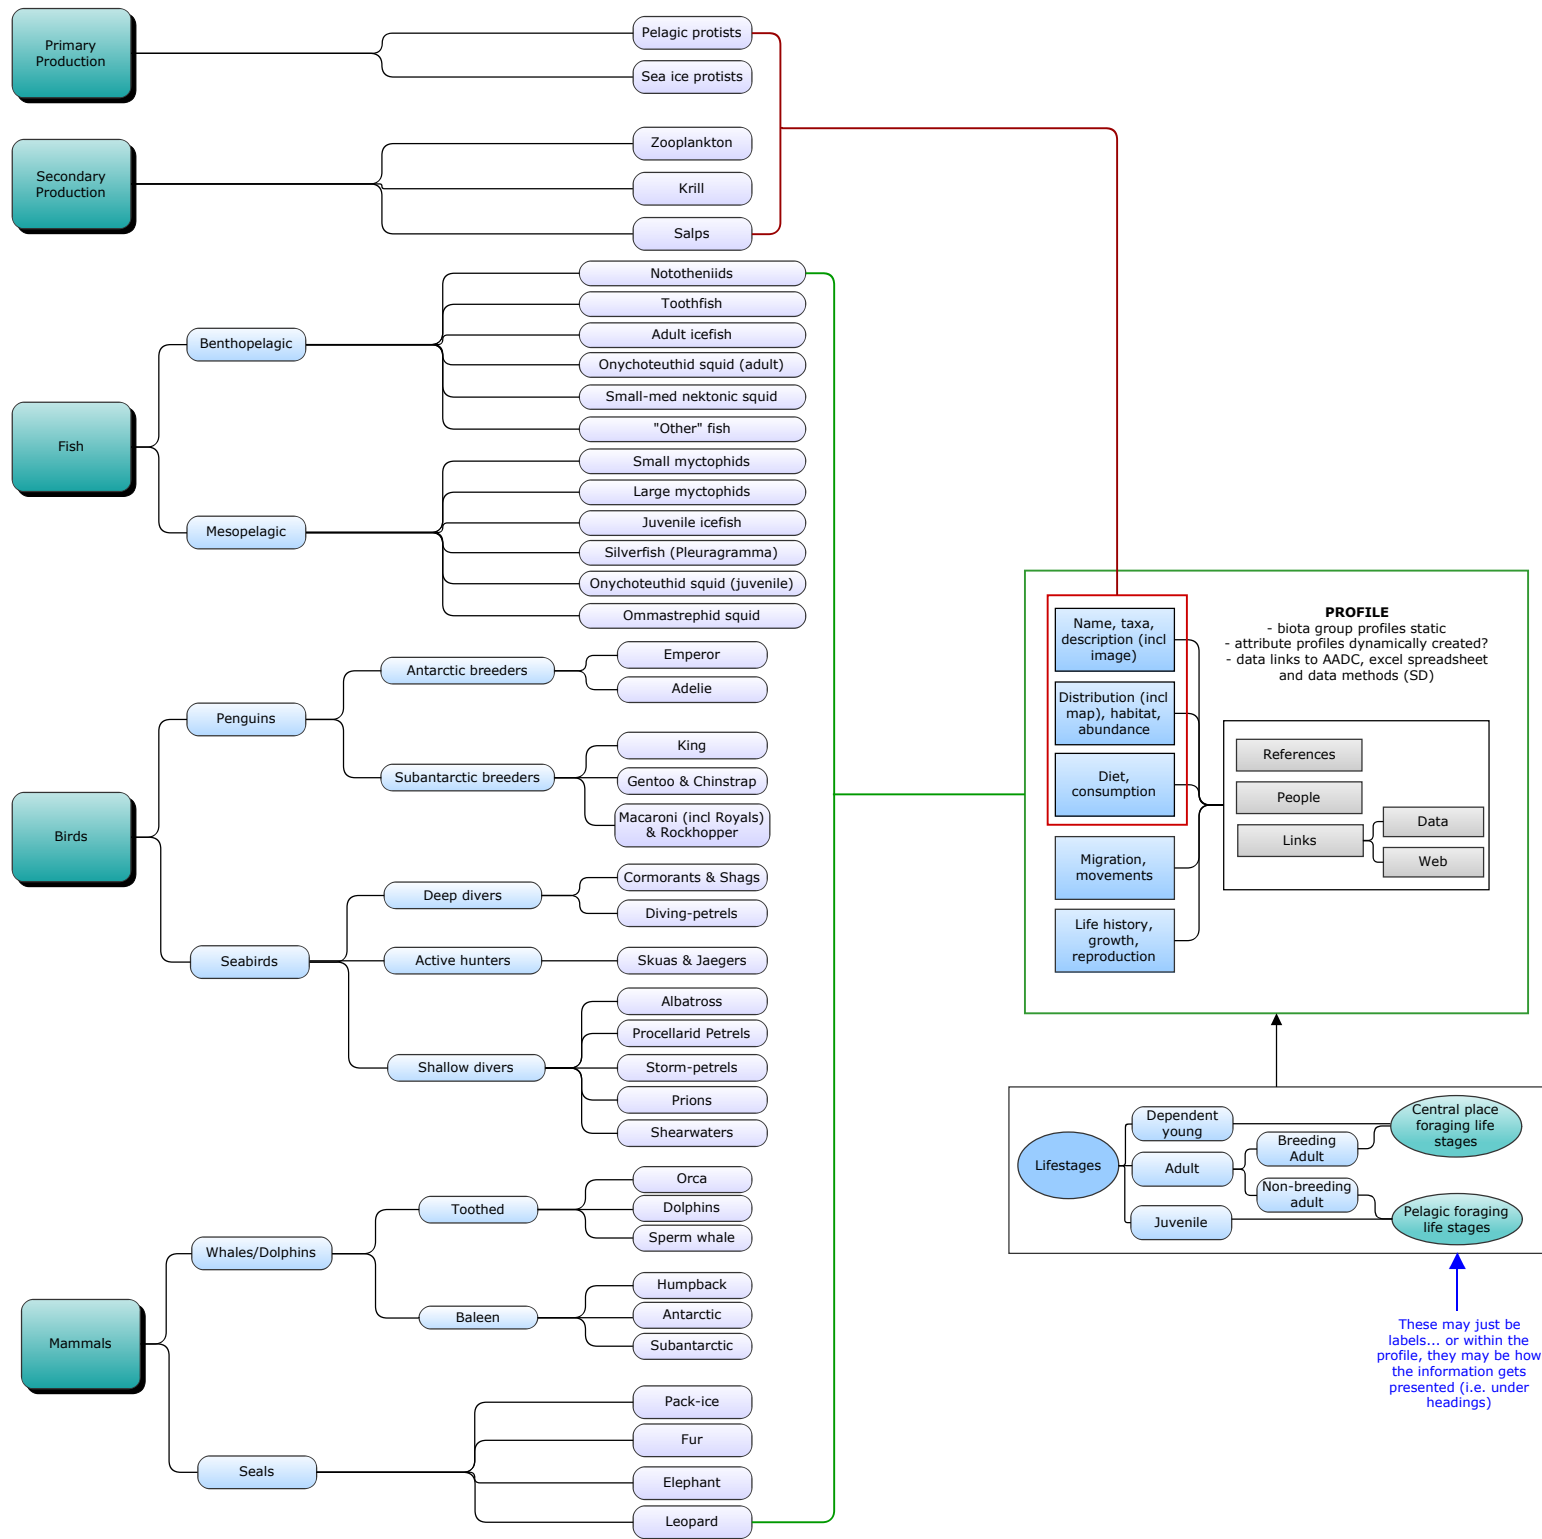 Primary
Production
Pelagic protists
Sea ice protists
Secondary
Production
Zooplankton
Krill
Salps
Fish
Benthopelagic
Nototheniids
Toothfish
Adult icefish
Onychoteuthid squid (adult)
Small-med nektonic squid
"Other" fish
Mesopelagic
Small myctophids
Large myctophids
Juvenile icefish
Silverfish (Pleuragramma)
Onychoteuthid squid (juvenile)
Ommastrephid squid
Birds
Penguins
Antarctic breeders
Emperor
Adelie
Subantarctic breeders
King
Gentoo & Chinstrap
Macaroni (incl Royals)
& Rockhopper
Seabirds
Deep divers
Cormorants & Shags
Diving-petrels
Active hunters
Skuas & Jaegers
Shallow divers
Albatross
Procellarid Petrels
Storm-petrels
Prions
Shearwaters
Mammals
Whales/Dolphins
Toothed
Orca
Dolphins
Sperm whale
Baleen
Humpback
Antarctic
Subantarctic
Seals
Pack-ice
Fur
Elephant
Leopard
Name, taxa,
description (incl
image)
Distribution (incl
map), habitat,
abundance
Diet,
consumption
Migration,
movements
Life history,
growth,
reproduction
PROFILE
- biota group profiles static
- attribute profiles dynamically created?
- data links to AADC, excel spreadsheet
and data methods (SD)
References
People
Links
Data
Web
Lifestages
Dependent
young
Adult
Juvenile
Breeding
Adult
Non-breeding
adult
Central place
foraging life
stages
Pelagic foraging
life stages
These may just be
labels... or within the
profile, they may be how
the information gets
presented (i.e. under
headings)